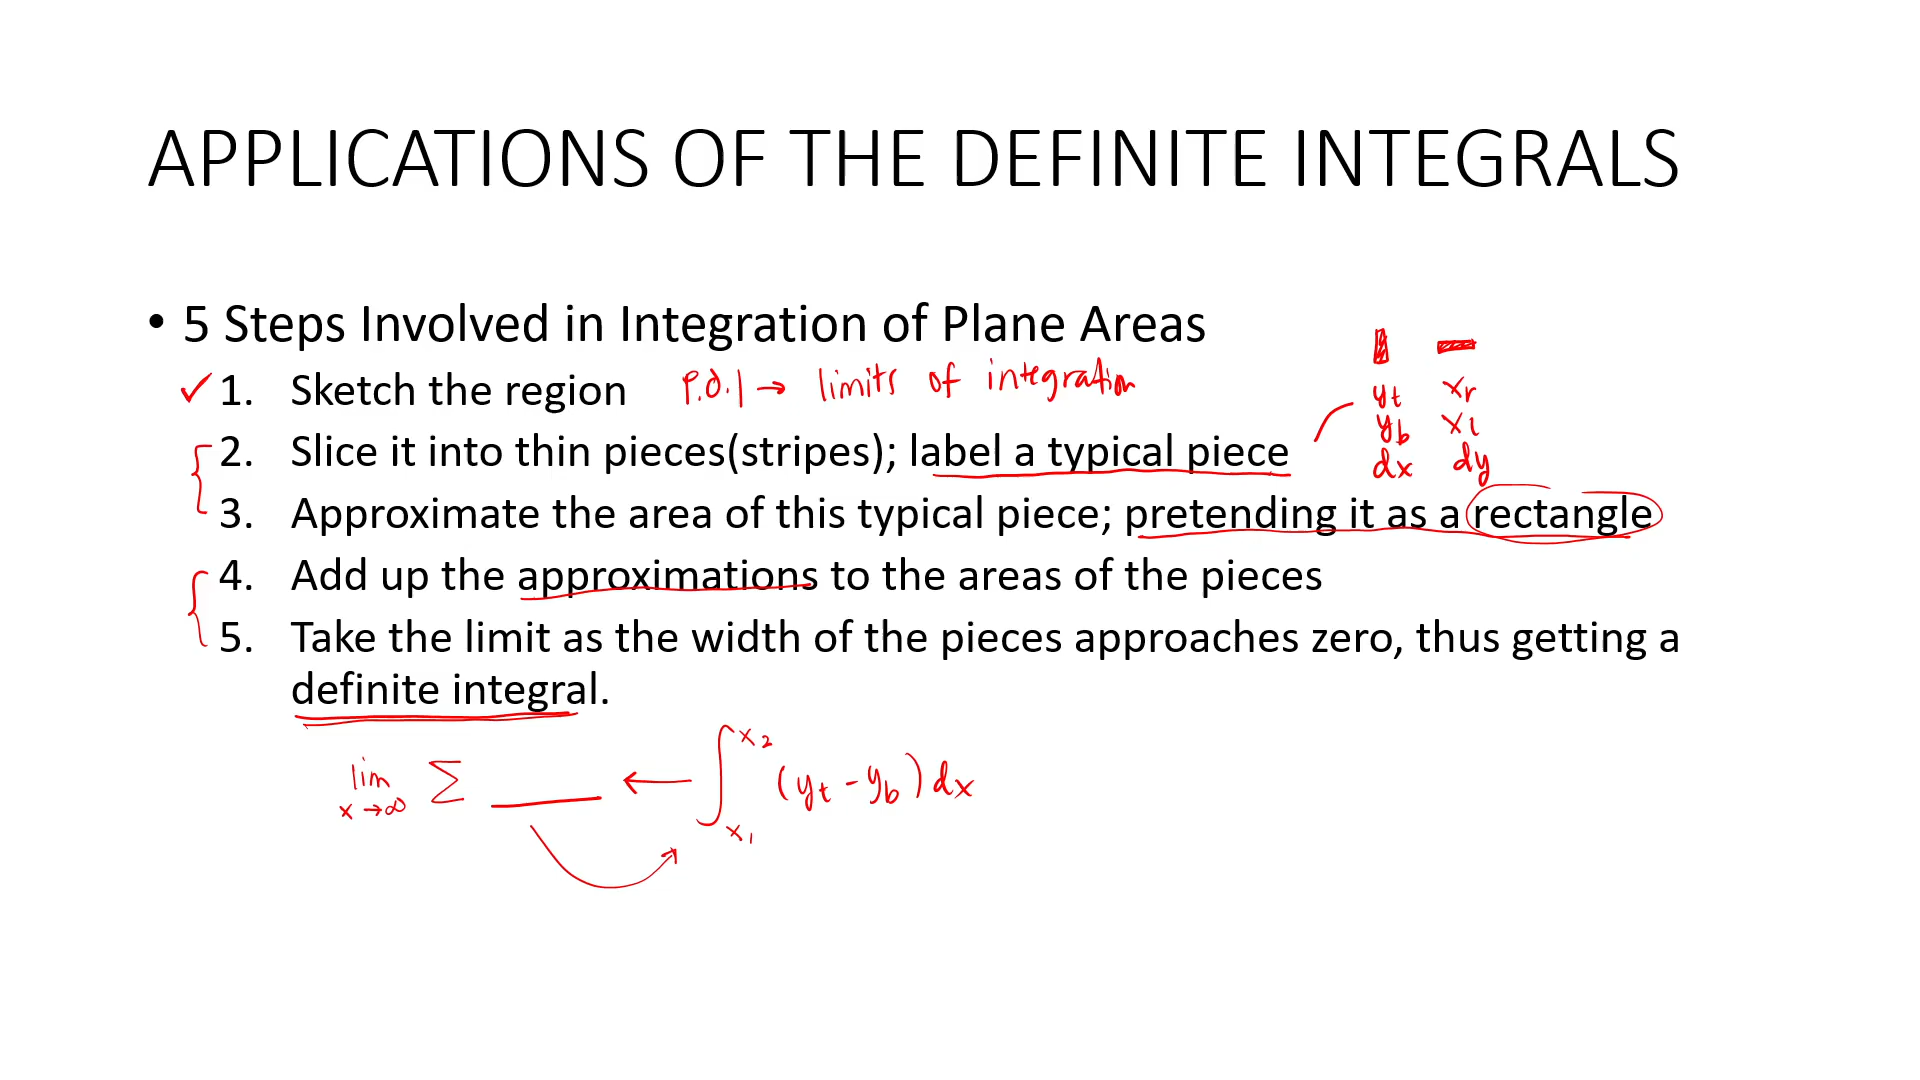 APPLICATIONS OF THE DEFINITE INTEGRALS
• 5 Steps Involved in Integration of Plane Areas
✓ 1. Sketch the region P.O.I → limits of integration
yt xr
yb xl
dx dy
2. Slice it into thin pieces(stripes); label a typical piece
3. Approximate the area of this typical piece; pretending it as a rectangle
4. Add up the approximations to the areas of the pieces
5. Take the limit as the width of the pieces approaches zero, thus getting a
definite integral.
lim x→∞ Σ ____ ← ∫ x1 x2 (yt - yb) dx